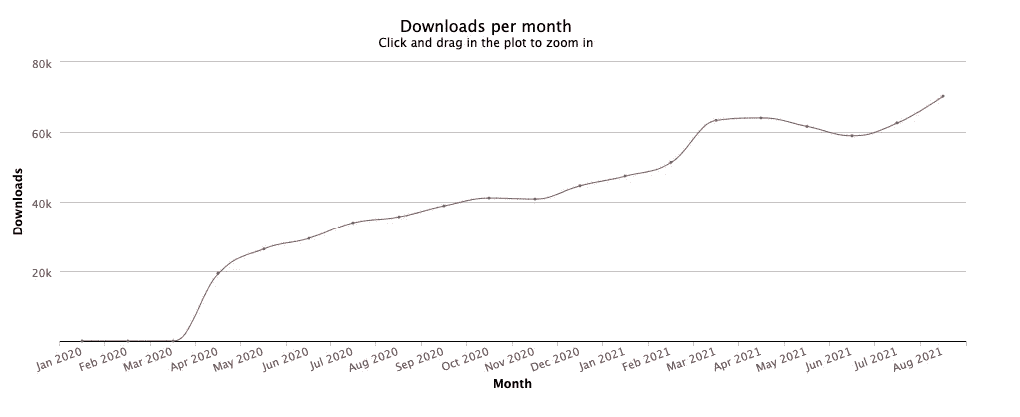 Downloads per month
Click and drag in the plot to zoom in
80k
60k
40k
20k
Downloads
Jan 2020
Feb 2020
Mar 2020
Apr 2020
May 2020
Jun 2020
Jul 2020
Aug 2020
Sep 2020
Oct 2020
Nov 2020
Dec 2020
Jan 2021
Feb 2021
Mar 2021
Apr 2021
May 2021
Jun 2021
Jul 2021
Aug 2021
Month